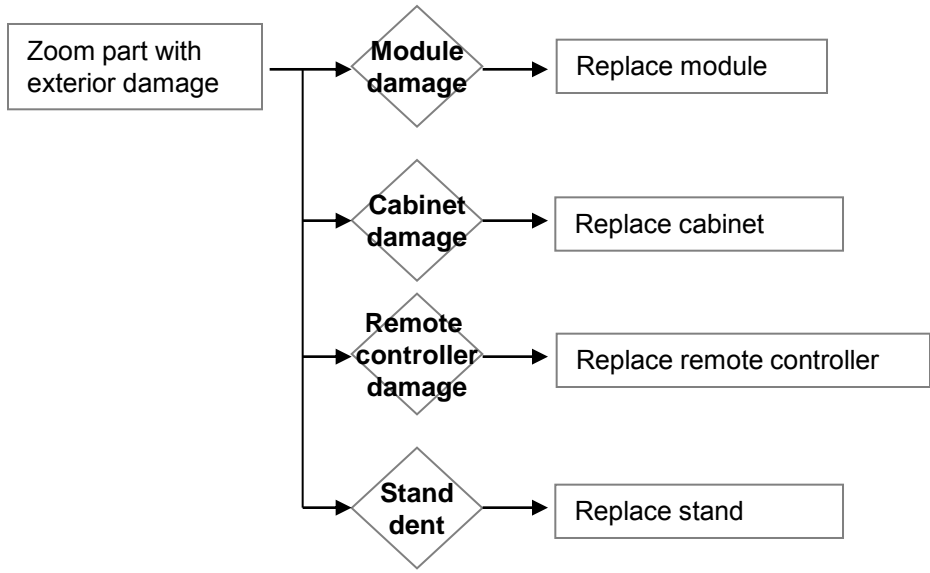 Zoom part with
exterior damage
Module
damage
Replace module
Cabinet
damage
Replace cabinet
Remote
controller
damage
Replace remote controller
Stand
dent
Replace stand